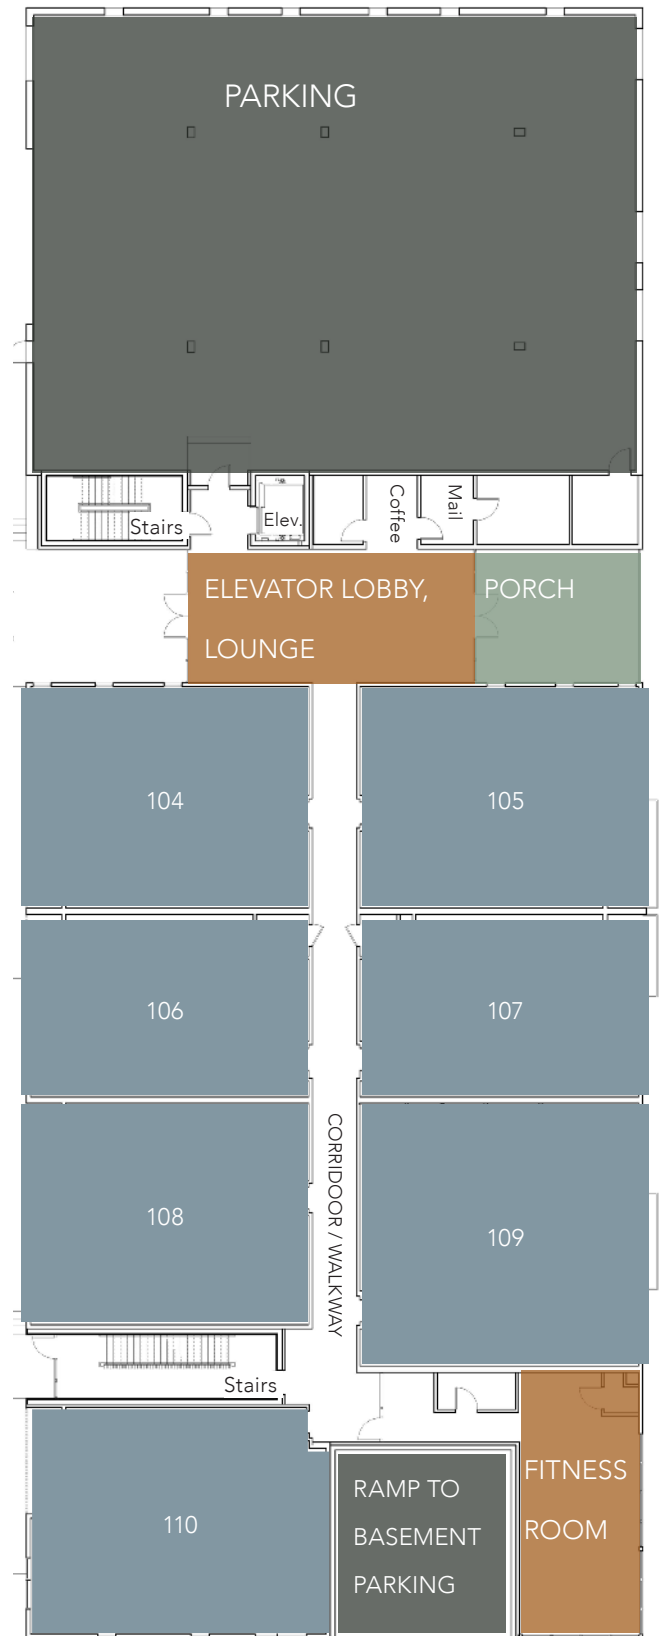 PARKING
Stairs
Elev.
Coffee
Mail
ELEVATOR LOBBY,
LOUNGE
PORCH
104
105
106
107
108
CORRIDOOR / WALKWAY
109
Stairs
110
RAMP TO
BASEMENT
PARKING
FITNESS
ROOM